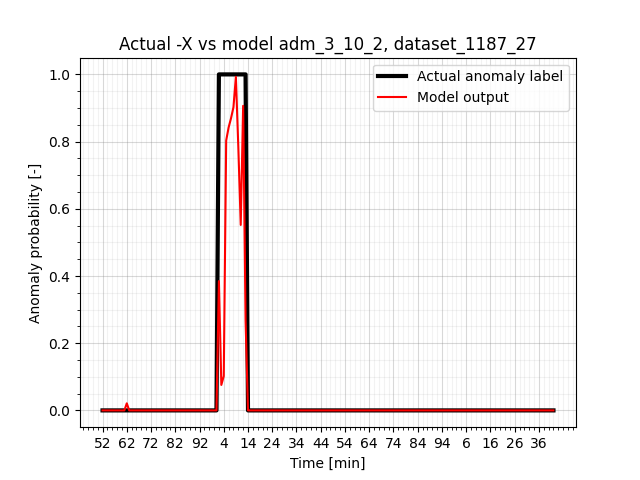 Actual -X vs model adm_3_10_2, dataset_1187_27
Actual anomaly label
Model output
Anomaly probability [-]
1.0
0.8
0.6
0.4
0.2
0.0
52 62 72 82 92 4 14 24 34 44 54 64 74 84 94 6 16 26 36
Time [min]